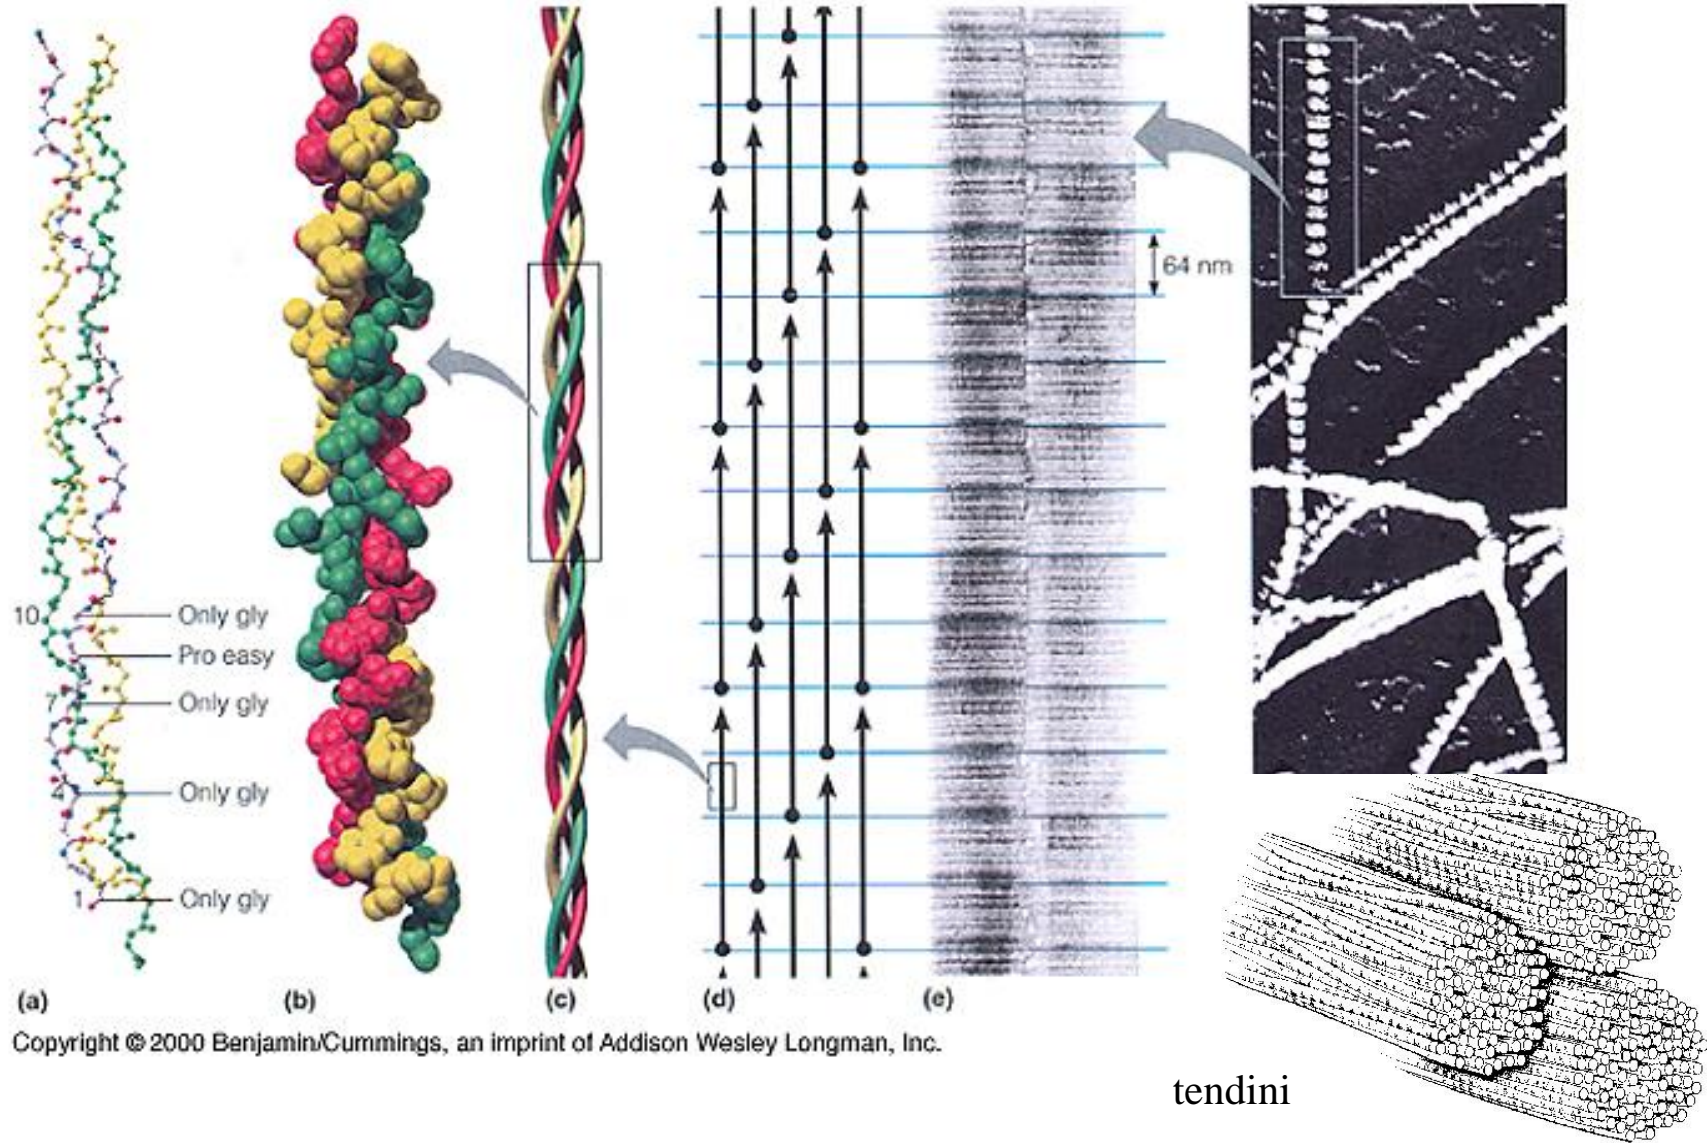 64 nm
10
Only gly
Pro easy
7
Only gly
4
Only gly
1
Only gly
(a)
(b)
(c)
(d)
(e)
Copyright © 2000 Benjamin/Cummings, an imprint of Addison Wesley Longman, Inc.
tendini